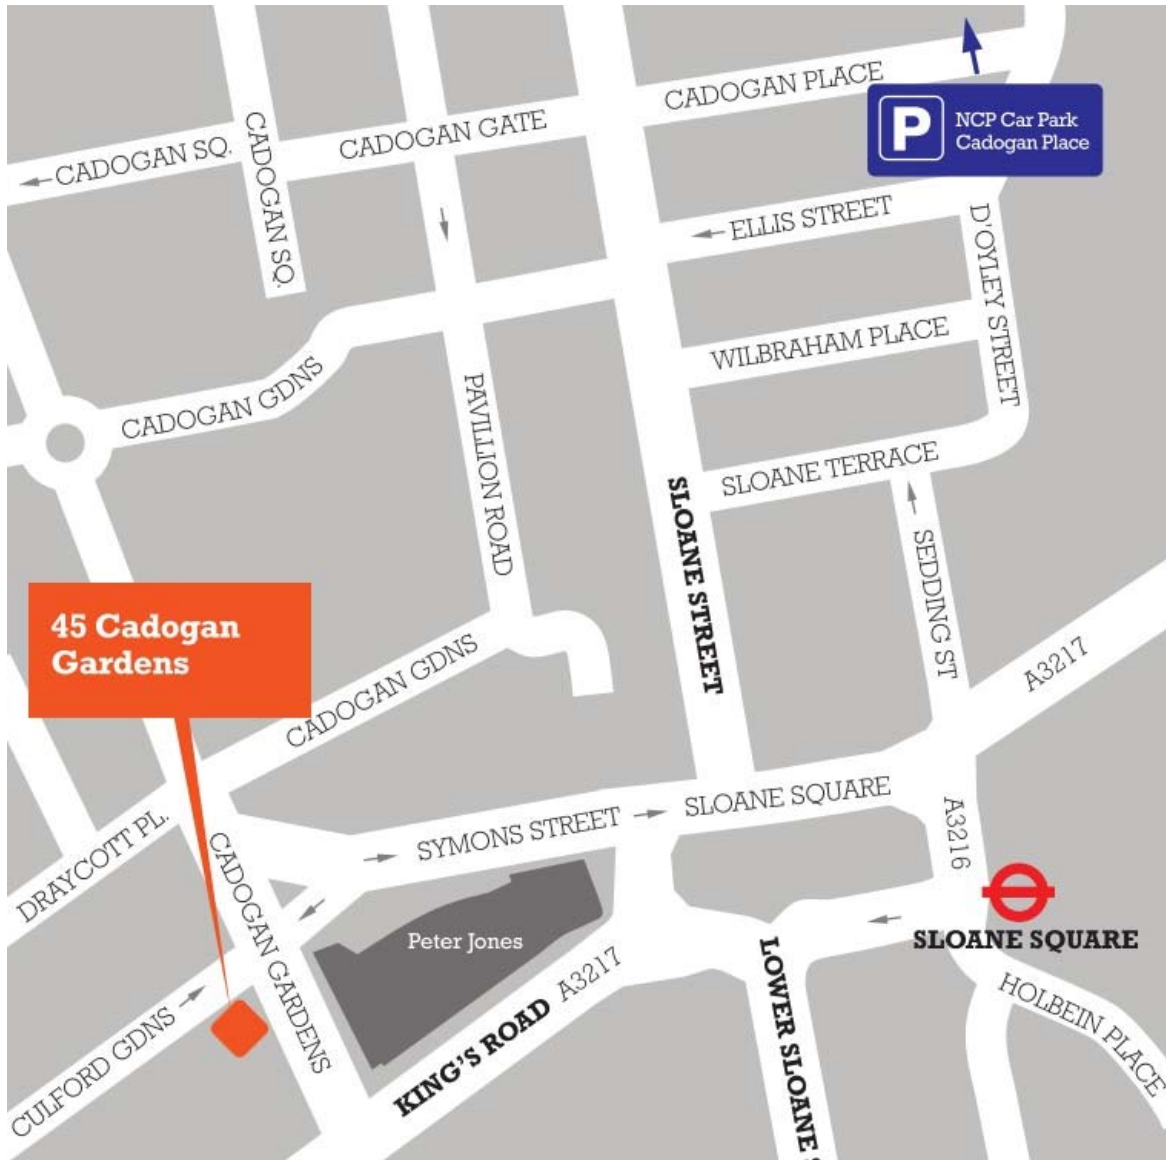 CADOGAN PLACE
P
NCP Car Park
Cadogan Place
CADOGAN GATE
CADOGAN SQ.
CADOGAN SQ.
ELLIS STREET
D'OYLEY STREET
WILBRAHAM PLACE
CADOGAN GDNS
PAVILLION ROAD
SLOANE TERRACE
SLOANE STREET
SEDDING ST
45 Cadogan
Gardens
CADOGAN GDNS
A3217
DRAYCOTT PL.
SYMONS STREET
SLOANE SQUARE
A3216
CADOGAN GARDENS
Peter Jones
SLOANE SQUARE
KING'S ROAD A3217
LOWER SLOANE
HOLBEIN PLACE
CULFORD GDNS